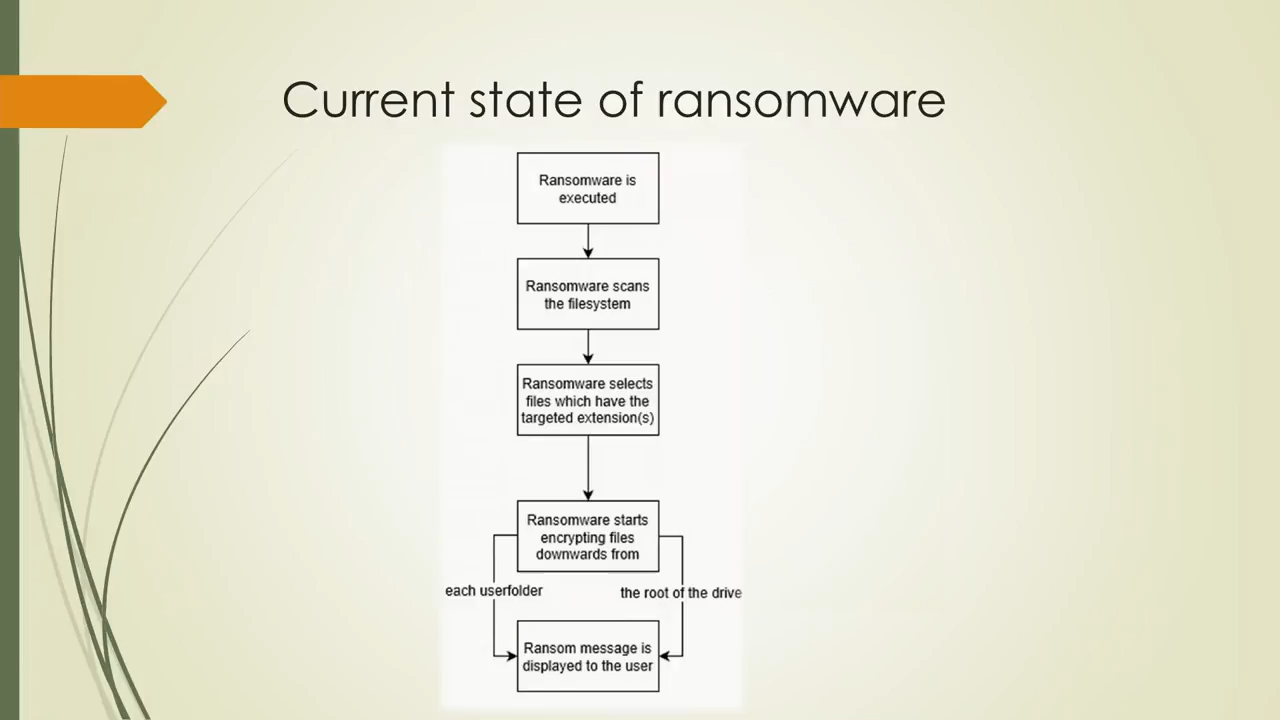 Current state of ransomware
Ransomware is
executed
Ransomware scans
the filesystem
Ransomware selects
files which have the
targeted extension(s)
Ransomware starts
encrypting files
downwards from
each userfolder
the root of the drive
Ransom message is
displayed to the user